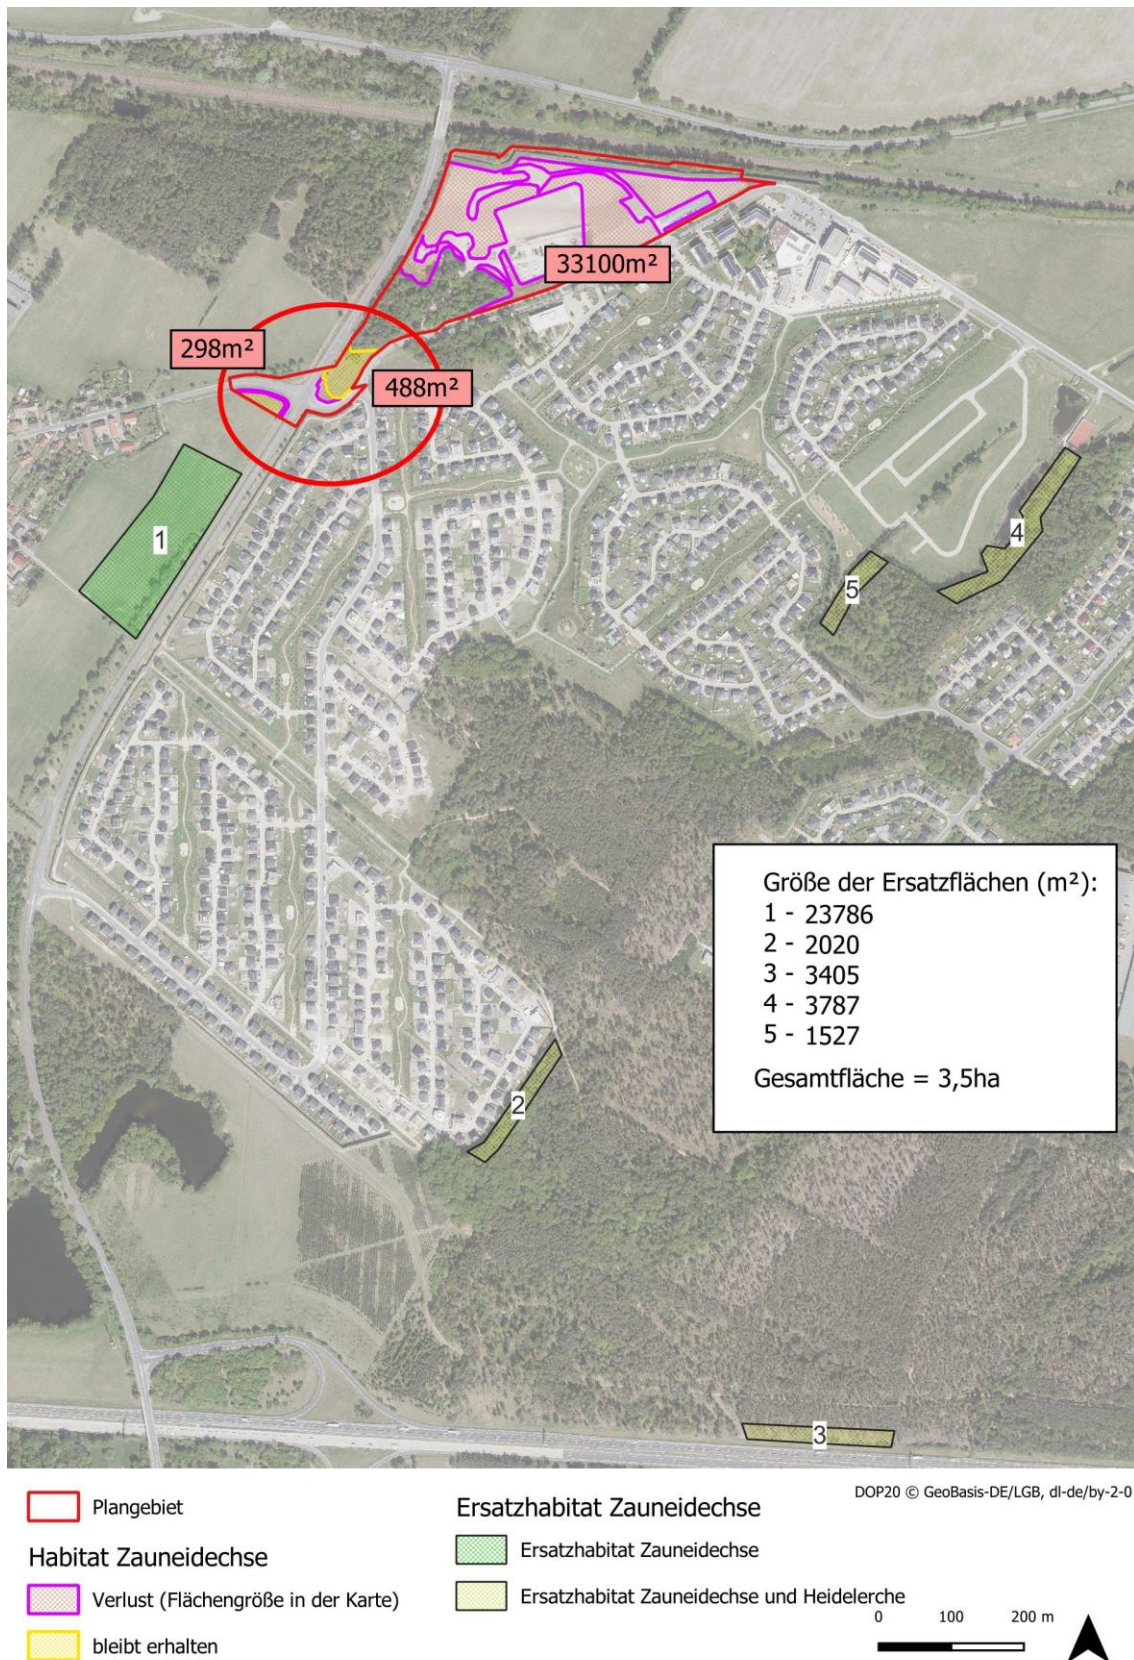 33100m²
298m²
488m²
1
4
5
Größe der Ersatzflächen (m²):
1 - 23786
2 - 2020
3 - 3405
4 - 3787
5 - 1527
Gesamtfläche = 3,5ha
2
3
DOP20 © GeoBasis-DE/LGB, dl-de/by-2-0
Plangebiet
Habitat Zauneidechse
Verlust (Flächengröße in der Karte)
bleibt erhalten
Ersatzhabitat Zauneidechse
Ersatzhabitat Zauneidechse
Ersatzhabitat Zauneidechse und Heidelerche
0 100 200 m